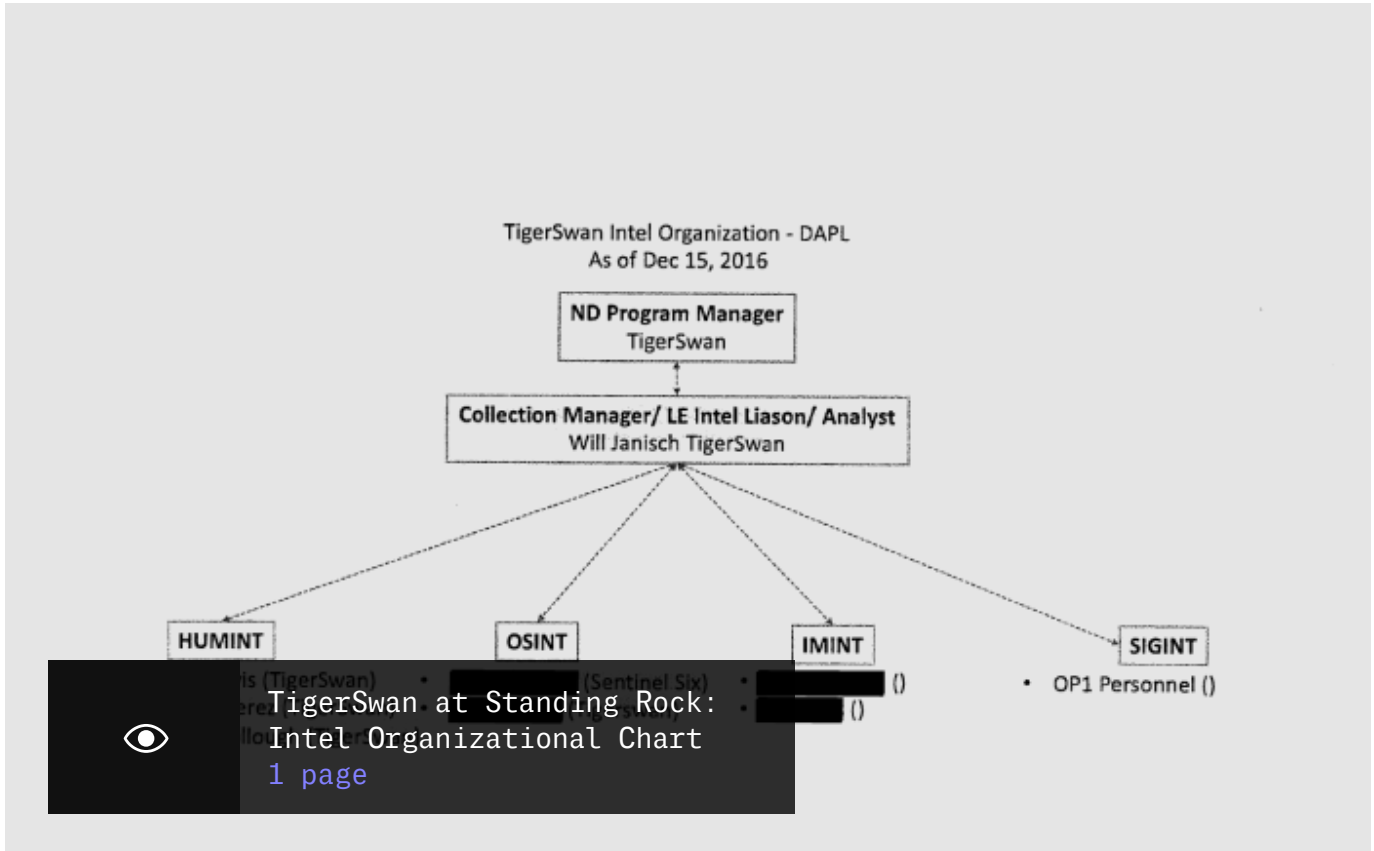 TigerSwan Intel Organization - DAPL
As of Dec 15, 2016
ND Program Manager
TigerSwan
Collection Manager/ LE Intel Liason/ Analyst
Will Janisch TigerSwan
HUMINT
OSINT
IMINT
SIGINT
(TigerSwan)
• (Sentinel Six)
• (Tigerswan)
• ()
• ()
• OP1 Personnel ()
TigerSwan at Standing Rock:
Intel Organizational Chart
1 page